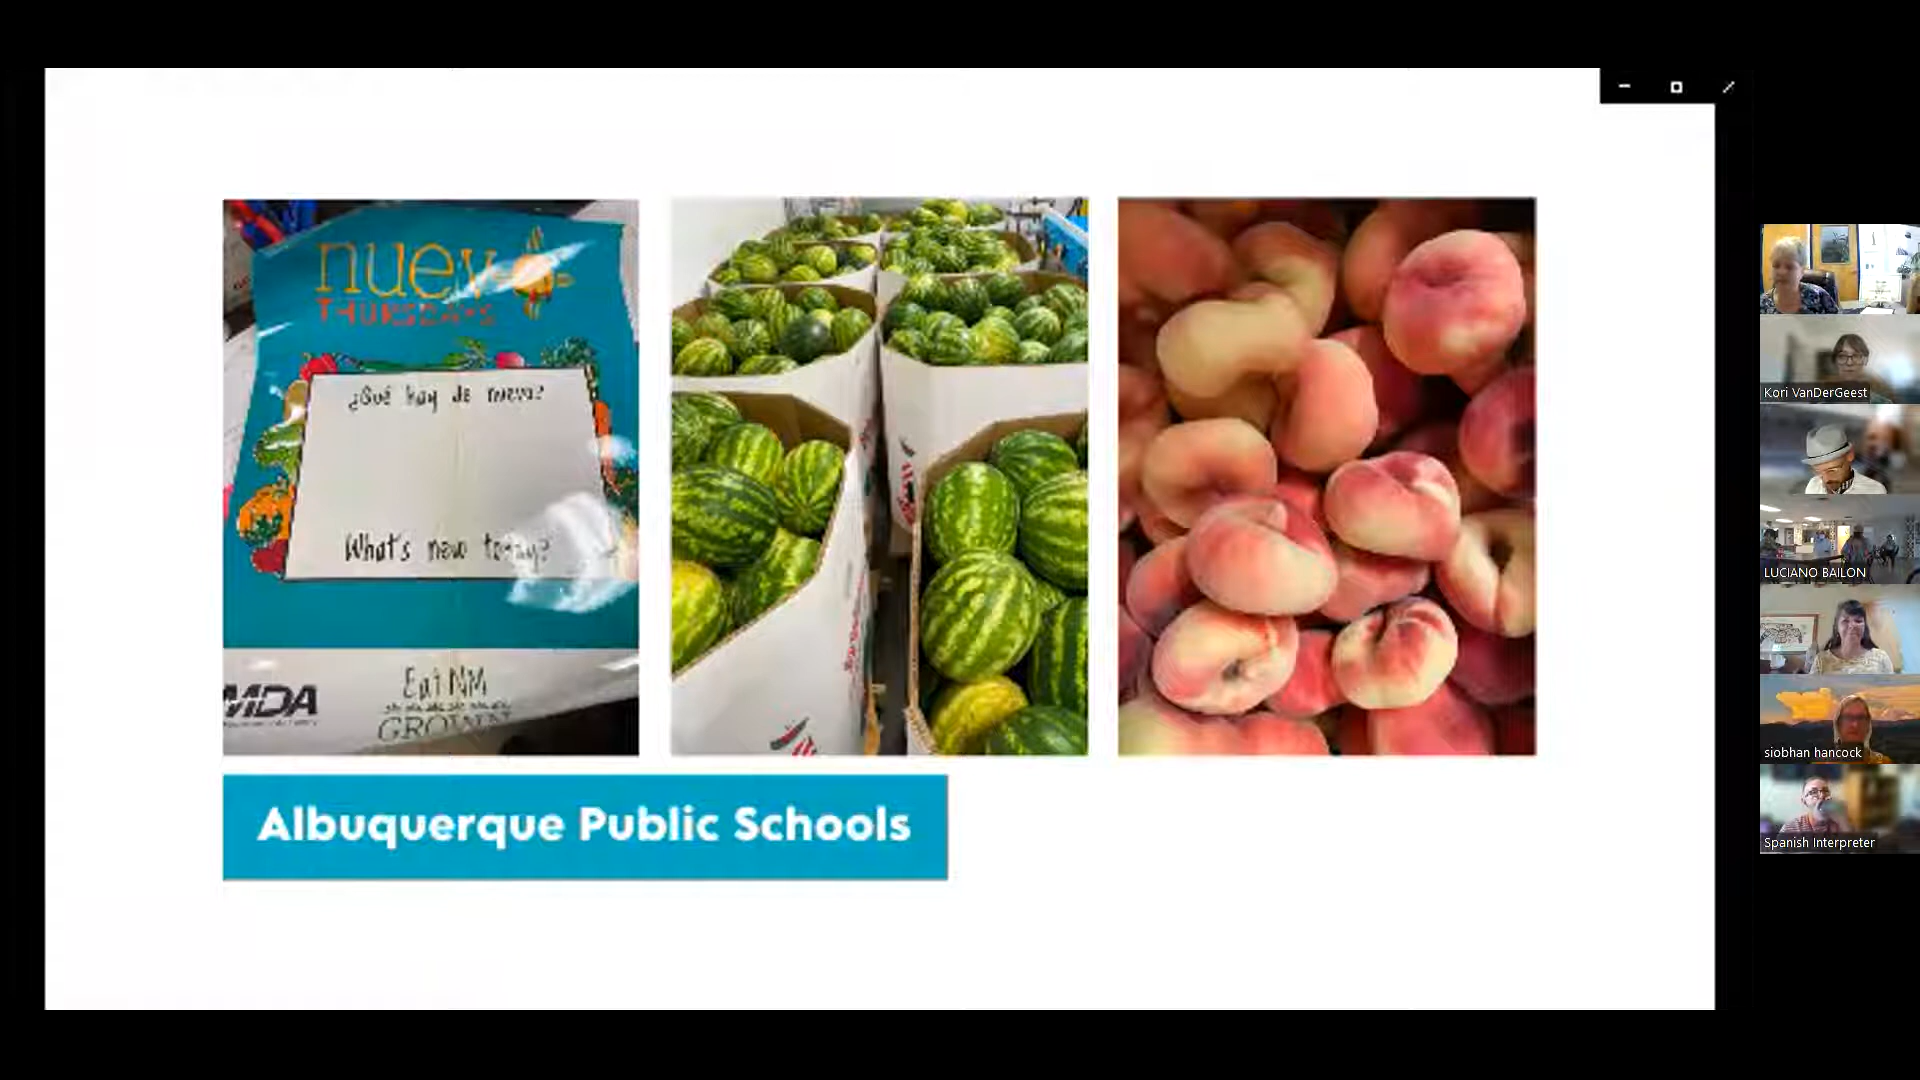 nuevo
THURSDAYS
¿Qué hay de nuevo?
What's new today?
MDA
Eat NM
GROWN
Albuquerque Public Schools
Kori VanDerGeest
LUCIANO BAILON
siobhan hancock
Spanish Interpreter